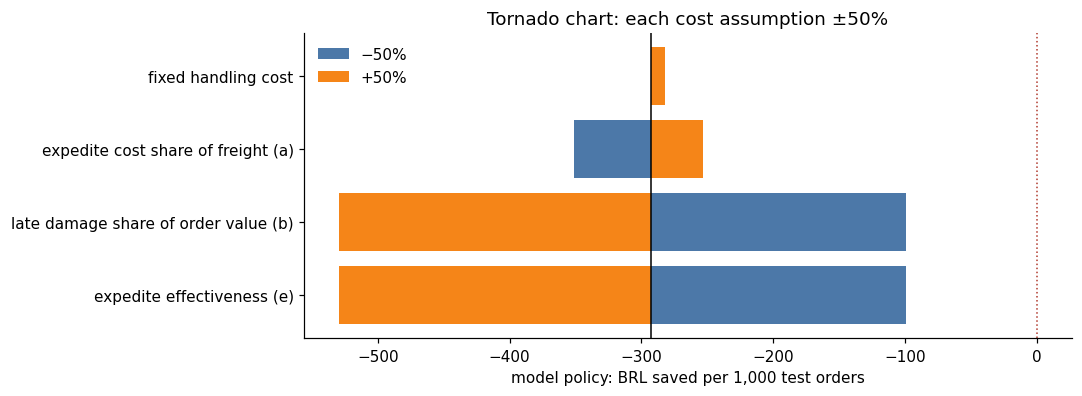 Tornado chart: each cost assumption ±50%
−50%
+50%
fixed handling cost
expedite cost share of freight (a)
late damage share of order value (b)
expedite effectiveness (e)
−500 −400 −300 −200 −100 0
model policy: BRL saved per 1,000 test orders